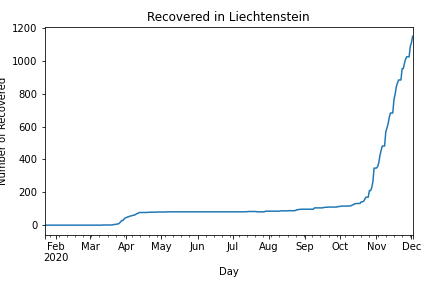 Recovered in Liechtenstein
Number of Recovered
1200
1000
800
600
400
200
0
Feb Mar Apr May Jun Jul Aug Sep Oct Nov Dec
2020
Day